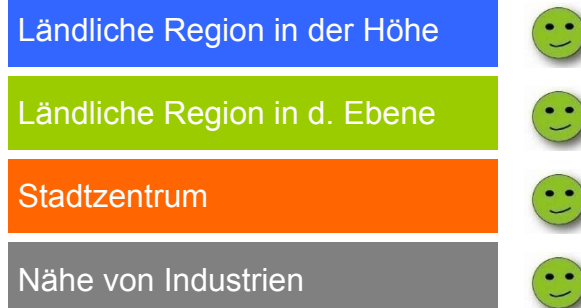 Ländliche Region in der Höhe
Ländliche Region in d. Ebene
Stadtzentrum
Nähe von Industrien